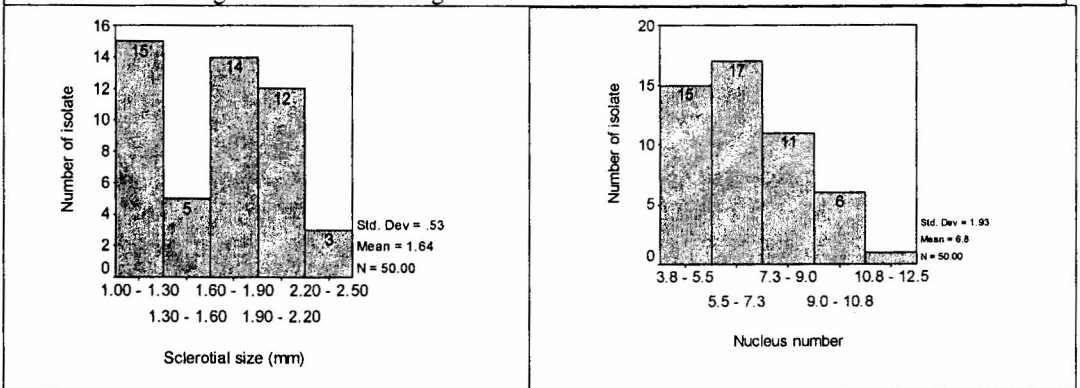 16
14
12
10
8
6
4
2
0
Number of isolate
15
5
14
12
3
Std. Dev = .53
Mean = 1.64
N = 50.00
1.00 - 1.30 1.60 - 1.90 2.20 - 2.50
1.30 - 1.60 1.90 - 2.20
Sclerotial size (mm)
20
15
10
5
0
Number of isolate
15
17
11
6
Std. Dev = 1.93
Mean = 6.8
N = 50.00
3.8 - 5.5 7.3 - 9.0 10.8 - 12.5
5.5 - 7.3 9.0 - 10.8
Nucleus number